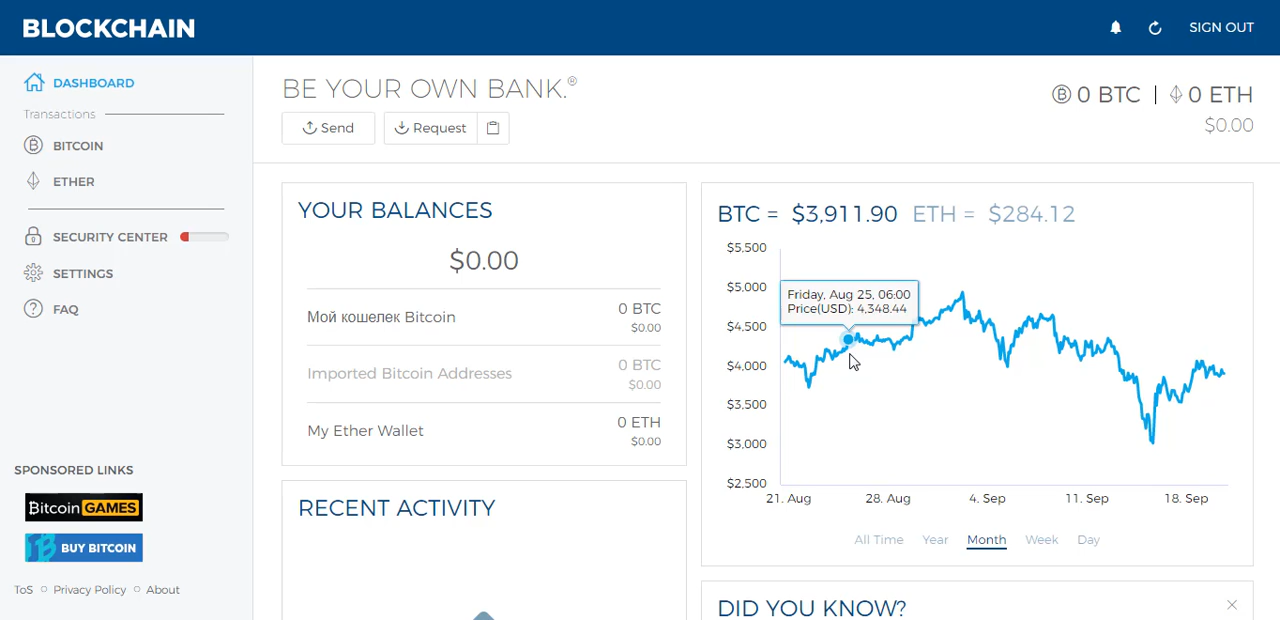 BLOCKCHAIN
SIGN OUT
DASHBOARD
Transactions
BITCOIN
ETHER
SECURITY CENTER
SETTINGS
FAQ
SPONSORED LINKS
Bitcoin GAMES
BUY BITCOIN
ToS Privacy Policy About
BE YOUR OWN BANK.®
Send
Request
0 BTC | 0 ETH
$0.00
YOUR BALANCES
$0.00
Мой кошелек Bitcoin 0 BTC
$0.00
Imported Bitcoin Addresses 0 BTC
$0.00
My Ether Wallet 0 ETH
$0.00
RECENT ACTIVITY
BTC = $3,911.90 ETH = $284.12
$5,500
$5,000
$4,500
$4,000
$3,500
$3,000
$2,500
Friday, Aug 25, 06:00
Price(USD): 4,348.44
21. Aug 28. Aug 4. Sep 11. Sep 18. Sep
All Time Year Month Week Day
DID YOU KNOW?